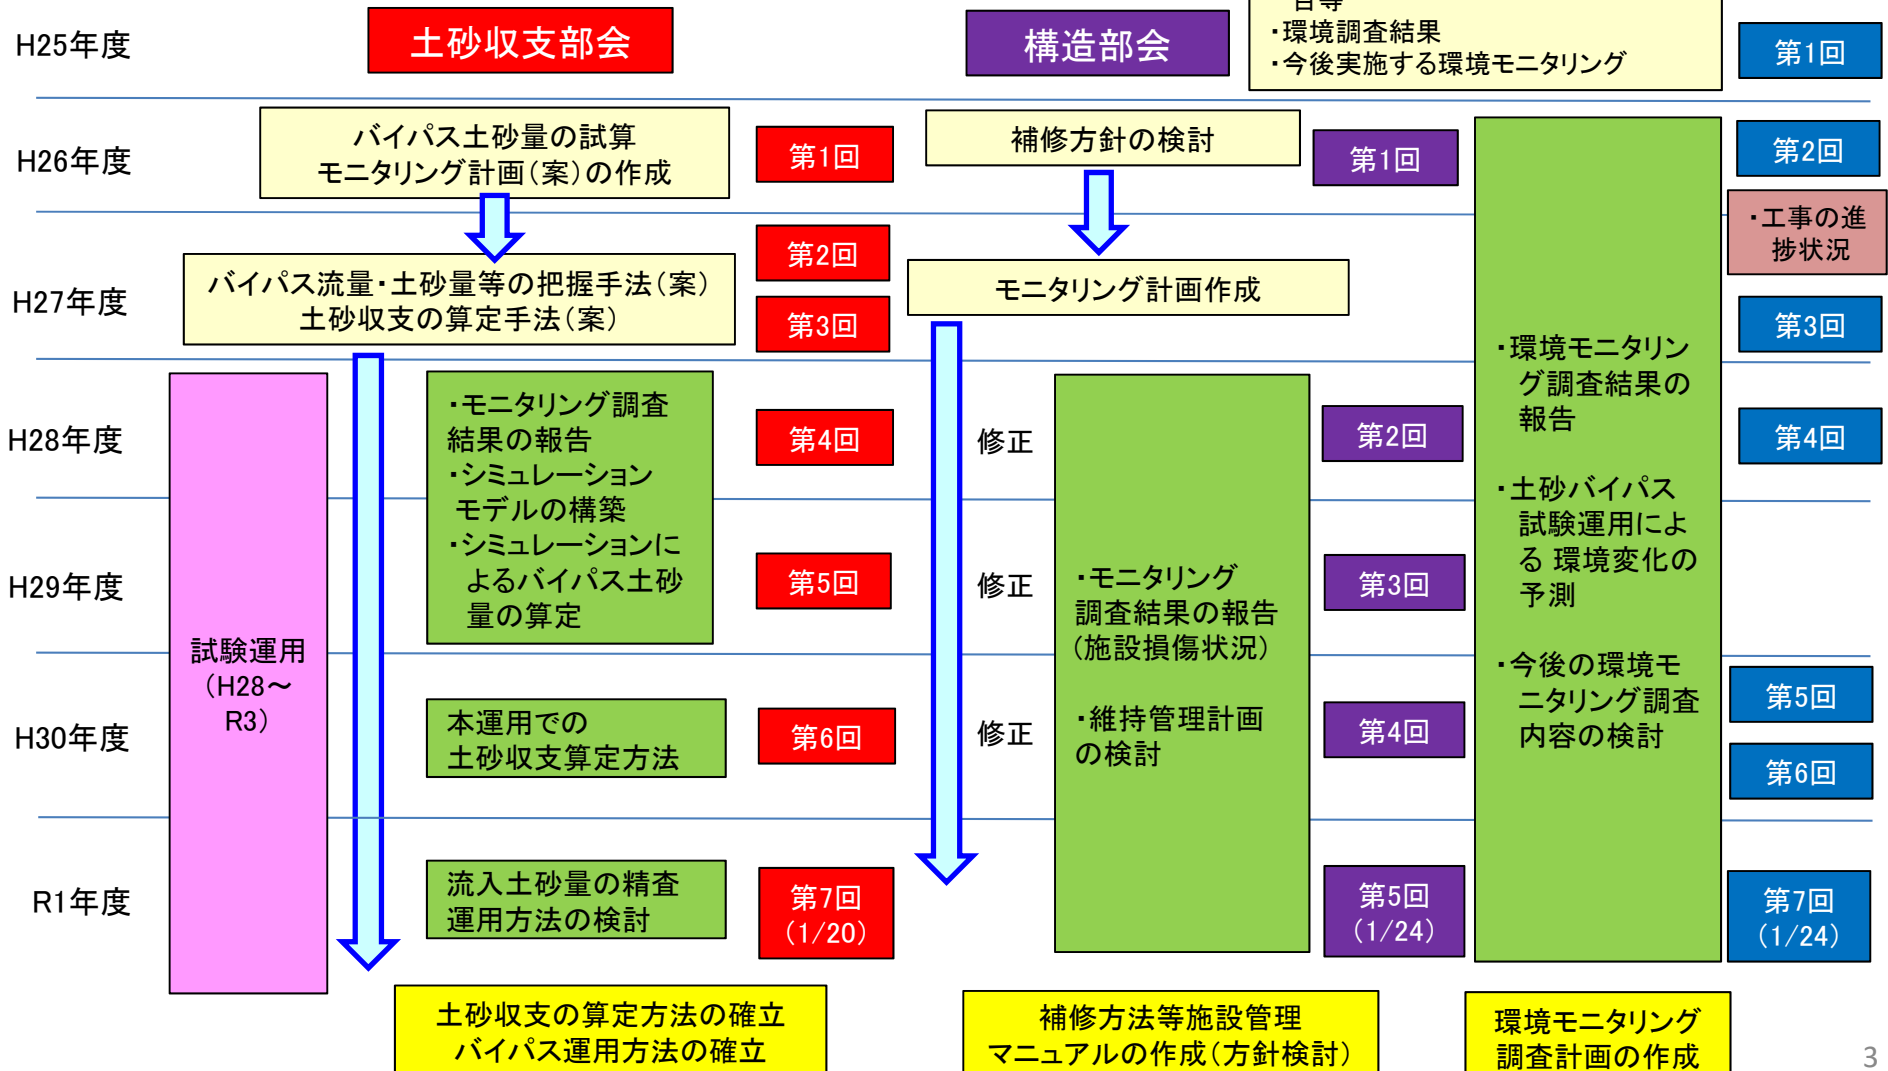 H25年度
土砂収支部会
構造部会
・環境調査結果
・今後実施する環境モニタリング
第1回
H26年度
バイパス土砂量の試算
モニタリング計画(案)の作成
第1回
補修方針の検討
第1回
第2回
・工事の進
捗状況
H27年度
バイパス流量・土砂量等の把握手法(案)
土砂収支の算定手法(案)
第2回
第3回
モニタリング計画作成
第3回
試験運用
(H28~
R3)
・モニタリング調査
結果の報告
・シミュレーション
モデルの構築
・シミュレーションに
よるバイパス土砂
量の算定
・環境モニタリン
グ調査結果の
報告
・土砂バイパス
試験運用によ
る 環境変化の
予測
・今後の環境モ
ニタリング調査
内容の検討
H28年度
第4回
修正
第2回
第4回
H29年度
第5回
修正
・モニタリング
調査結果の報告
(施設損傷状況)
・維持管理計画
の検討
第3回
H30年度
本運用での
土砂収支算定方法
第6回
修正
第4回
第5回
第6回
R1年度
流入土砂量の精査
運用方法の検討
第7回
(1/20)
第5回
(1/24)
第7回
(1/24)
土砂収支の算定方法の確立
バイパス運用方法の確立
補修方法等施設管理
マニュアルの作成(方針検討)
環境モニタリング
調査計画の作成
3